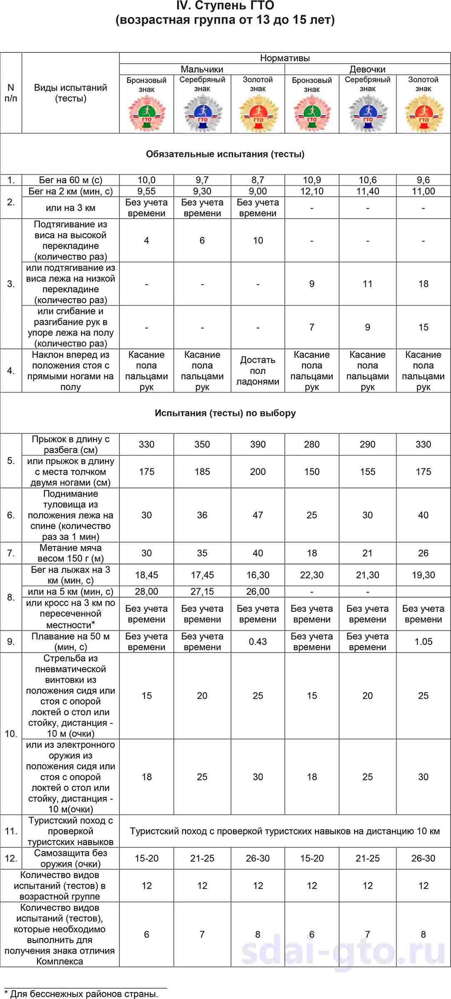 IV. Ступень ГТО
(возрастная группа от 13 до 15 лет)
N п/п
Виды испытаний (тесты)
Нормативы
Мальчики Девочки
Бронзовый знак Серебряный знак Золотой знак Бронзовый знак Серебряный знак Золотой знак
ГТО ГТО ГТО ГТО ГТО ГТО
Обязательные испытания (тесты)
1. Бег на 60 м (с) 10,0 9,7 8,7 10,9 10,6 9,6
2. Бег на 2 км (мин, с) 9,55 9,30 9,00 12,10 11,40 11,00
или на 3 км Без учета времени Без учета времени Без учета времени - - -
3. Подтягивание из виса на высокой перекладине (количество раз) 4 6 10 - - -
или подтягивание из виса лежа на низкой перекладине (количество раз) - - - 9 11 18
или сгибание и разгибание рук в упоре лежа на полу (количество раз) - - - 7 9 15
4. Наклон вперед из положения стоя с прямыми ногами на полу Касание пола пальцами рук Касание пола пальцами рук Достать пол ладонями Касание пола пальцами рук Касание пола пальцами рук Касание пола пальцами рук
Испытания (тесты) по выбору
5. Прыжок в длину с разбега (см) 330 350 390 280 290 330
или прыжок в длину с места толчком двумя ногами (см) 175 185 200 150 155 175
6. Поднимание туловища из положения лежа на спине (количество раз за 1 мин) 30 36 47 25 30 40
7. Метание мяча весом 150 г (м) 30 35 40 18 21 26
8. Бег на лыжах на 3 км (мин, с) 18,45 17,45 16,30 22,30 21,30 19,30
или на 5 км (мин, с) 28,00 27,15 26,00 - -
или кросс на 3 км по пересеченной местности* Без учета времени Без учета времени Без учета времени Без учета времени Без учета времени Без учета времени
9. Плавание на 50 м (мин, с) Без учета времени Без учета времени 0.43 Без учета времени Без учета времени 1.05
10. Стрельба из пневматической винтовки из положения сидя или стоя с опорой локтей о стол или стойку, дистанция - 10 м (очки) 15 20 25 15 20 25
или из электронного оружия из положения сидя или стоя с опорой локтей о стол или стойку, дистанция - 10 м(очки) 18 25 30 18 25 30
11. Туристский поход с проверкой туристских навыков Туристский поход с проверкой туристских навыков на дистанцию 10 км
12. Самозащита без оружия (очки) 15-20 21-25 26-30 15-20 21-25 26-30
Количество видов испытаний (тестов) в возрастной группе 12 12 12 12 12 12
Количество видов испытаний (тестов), которые необходимо выполнить для получения знака отличия Комплекса 6 7 8 6 7 8
sdai-gto.ru
* Для бесснежных районов страны.